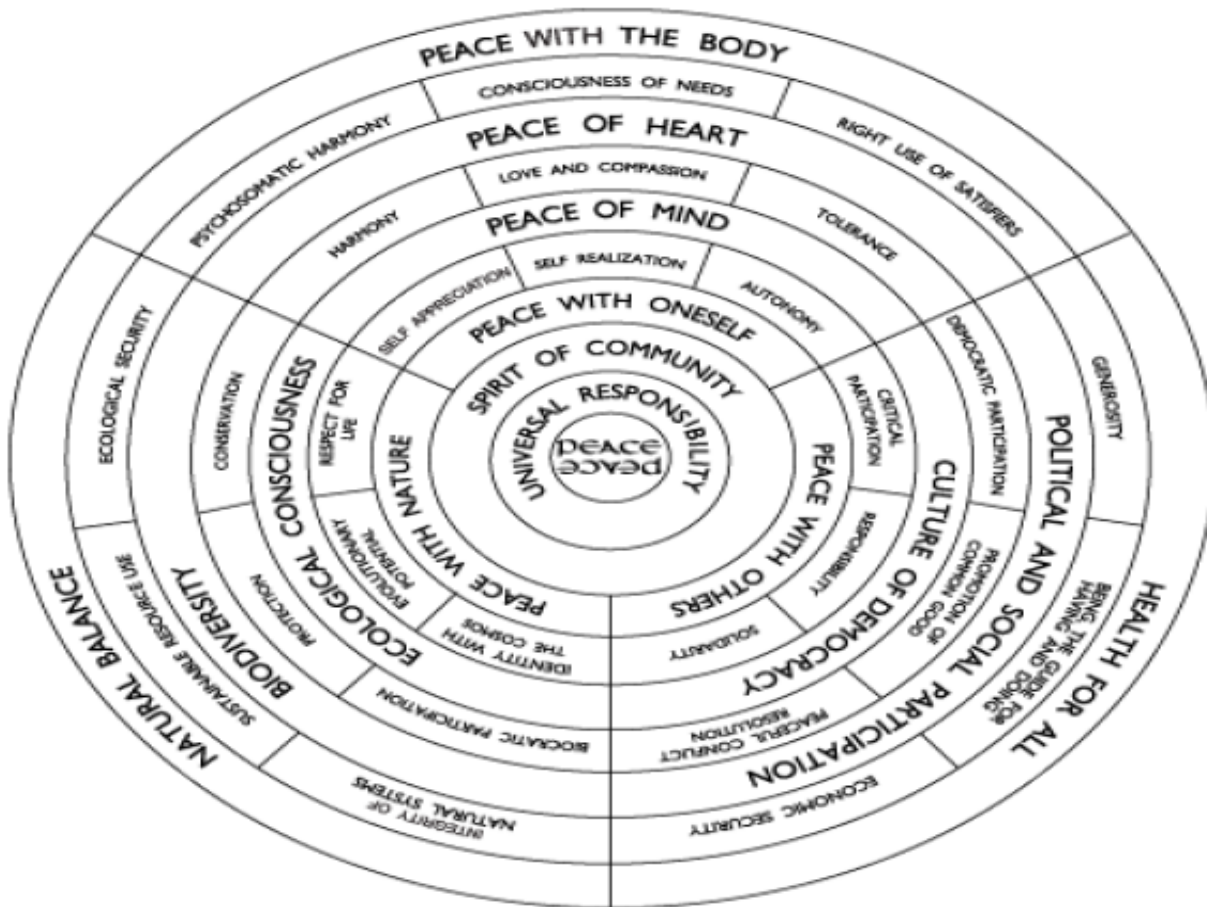 PEACE WITH THE BODY
PSYCHOSOMATIC HARMONY
CONSCIOUSNESS OF NEEDS
RIGHT USE OF SATISFIERS
PEACE OF HEART
HARMONY
LOVE AND COMPASSION
TOLERANCE
PEACE OF MIND
SELF APPRECIATION
SELF REALIZATION
AUTONOMY
PEACE WITH ONESELF
SPIRIT OF COMMUNITY
UNIVERSAL RESPONSIBILITY
PEACE
PEACE
PEACE WITH OTHERS
CRITICAL
PARTICIPATION
RESPONSIBILITY
SOLIDARITY
CULTURE OF DEMOCRACY
DEMOCRATIC PARTICIPATION
PROMOTION OF
COMMON GOOD
PEACEFUL CONFLICT
RESOLUTION
POLITICAL AND SOCIAL PARTICIPATION
GENEROSITY
BEING THE GUIDE FOR
HAVING AND DOING
ECONOMIC SECURITY
HEALTH FOR ALL
PEACE WITH NATURE
RESPECT FOR
LIFE
EVOLUTIONARY
POTENTIAL
IDENTITY WITH
THE COSMOS
ECOLOGICAL CONSCIOUSNESS
CONSERVATION
PROTECTION
BIOCRATIC PARTICIPATION
BIODIVERSITY
ECOLOGICAL SECURITY
SUSTAINABLE RESOURCE USE
INTEGRITY OF
NATURAL SYSTEMS
NATURAL BALANCE